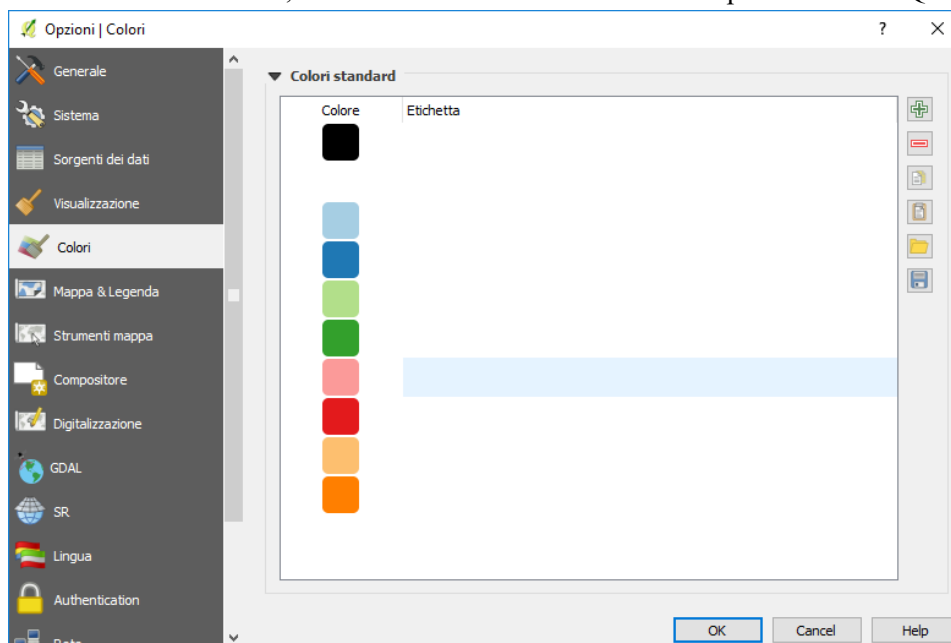 Opzioni | Colori
?
Generale
Sistema
Sorgenti dei dati
Visualizzazione
Colori
Mappa & Legenda
Strumenti mappa
Compositore
Digitalizzazione
GDAL
SR
Lingua
Authentication
Colori standard
Colore Etichetta
OK Cancel Help